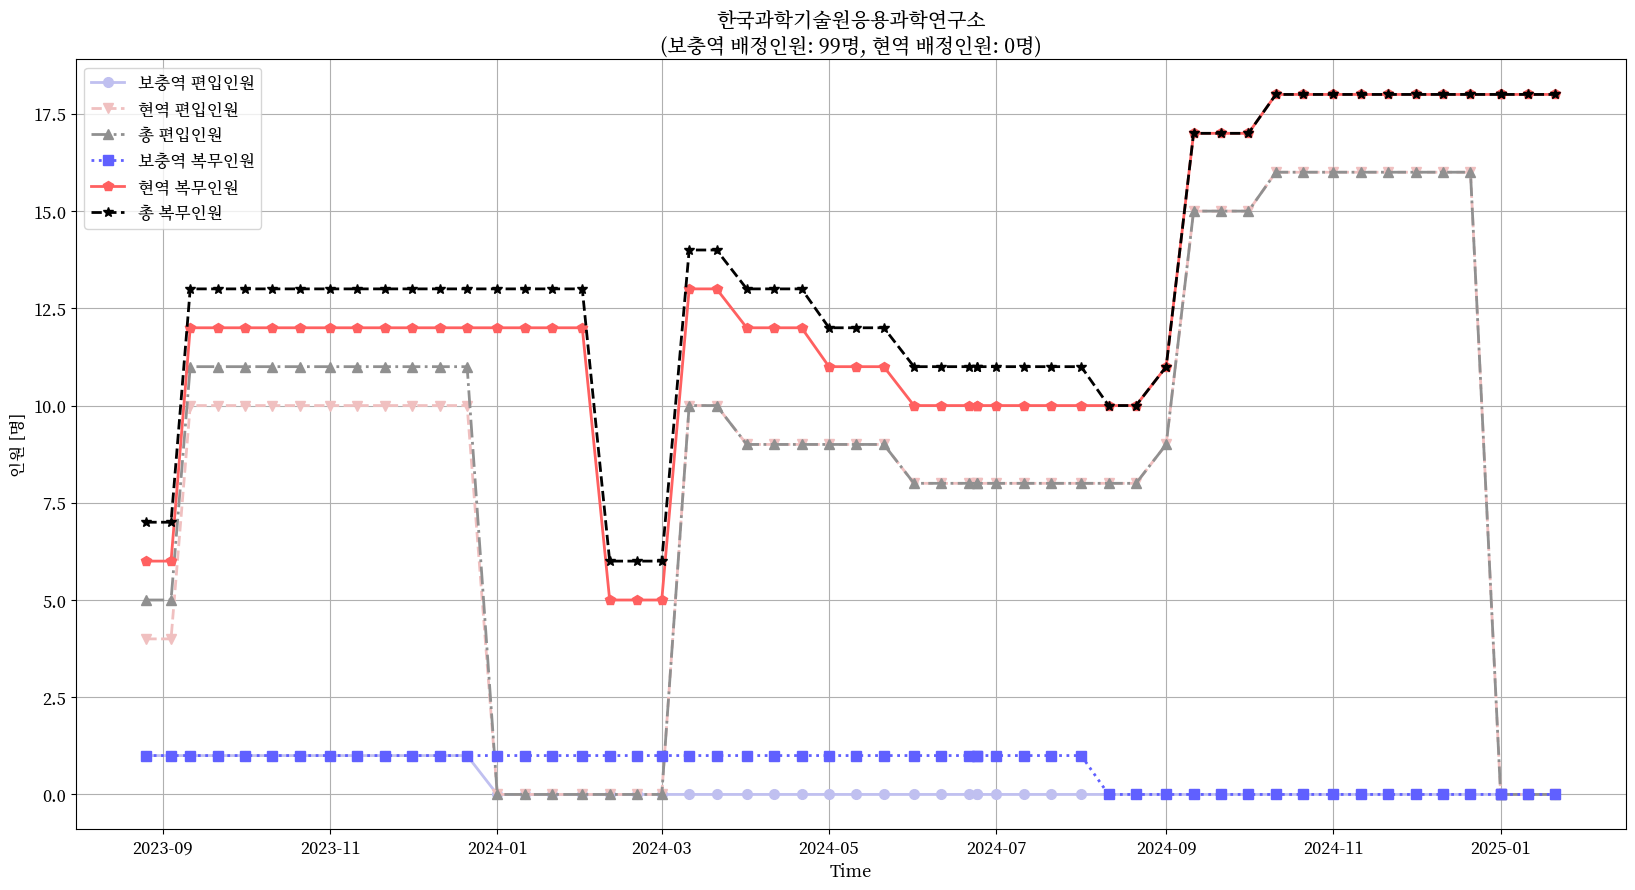 한국과학기술원응용과학연구소
(보충역 배정인원: 99명, 현역 배정인원: 0명)
보충역 편입인원
현역 편입인원
총 편입인원
보충역 복무인원
현역 복무인원
총 복무인원
17.5
15.0
12.5
10.0
7.5
5.0
2.5
0.0
인원 [명]
2023-09 2023-11 2024-01 2024-03 2024-05 2024-07 2024-09 2024-11 2025-01
Time